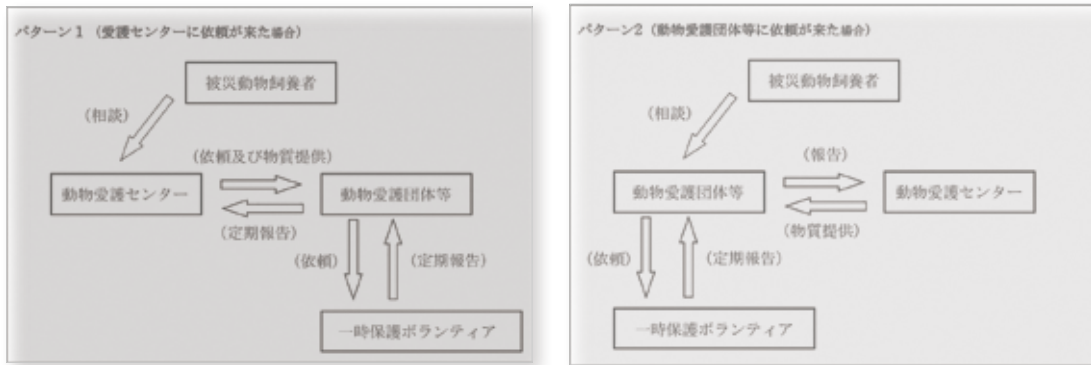 パターン1（愛護センターに依頼が来た場合）
被災動物飼養者
（相談）
（依頼及び物質提供）
動物愛護センター
動物愛護団体等
（定期報告）
（依頼）
（定期報告）
一時保護ボランティア
パターン2（動物愛護団体等に依頼が来た場合）
被災動物飼養者
（相談）
（報告）
動物愛護団体等
動物愛護センター
（物質提供）
（依頼）
（定期報告）
一時保護ボランティア